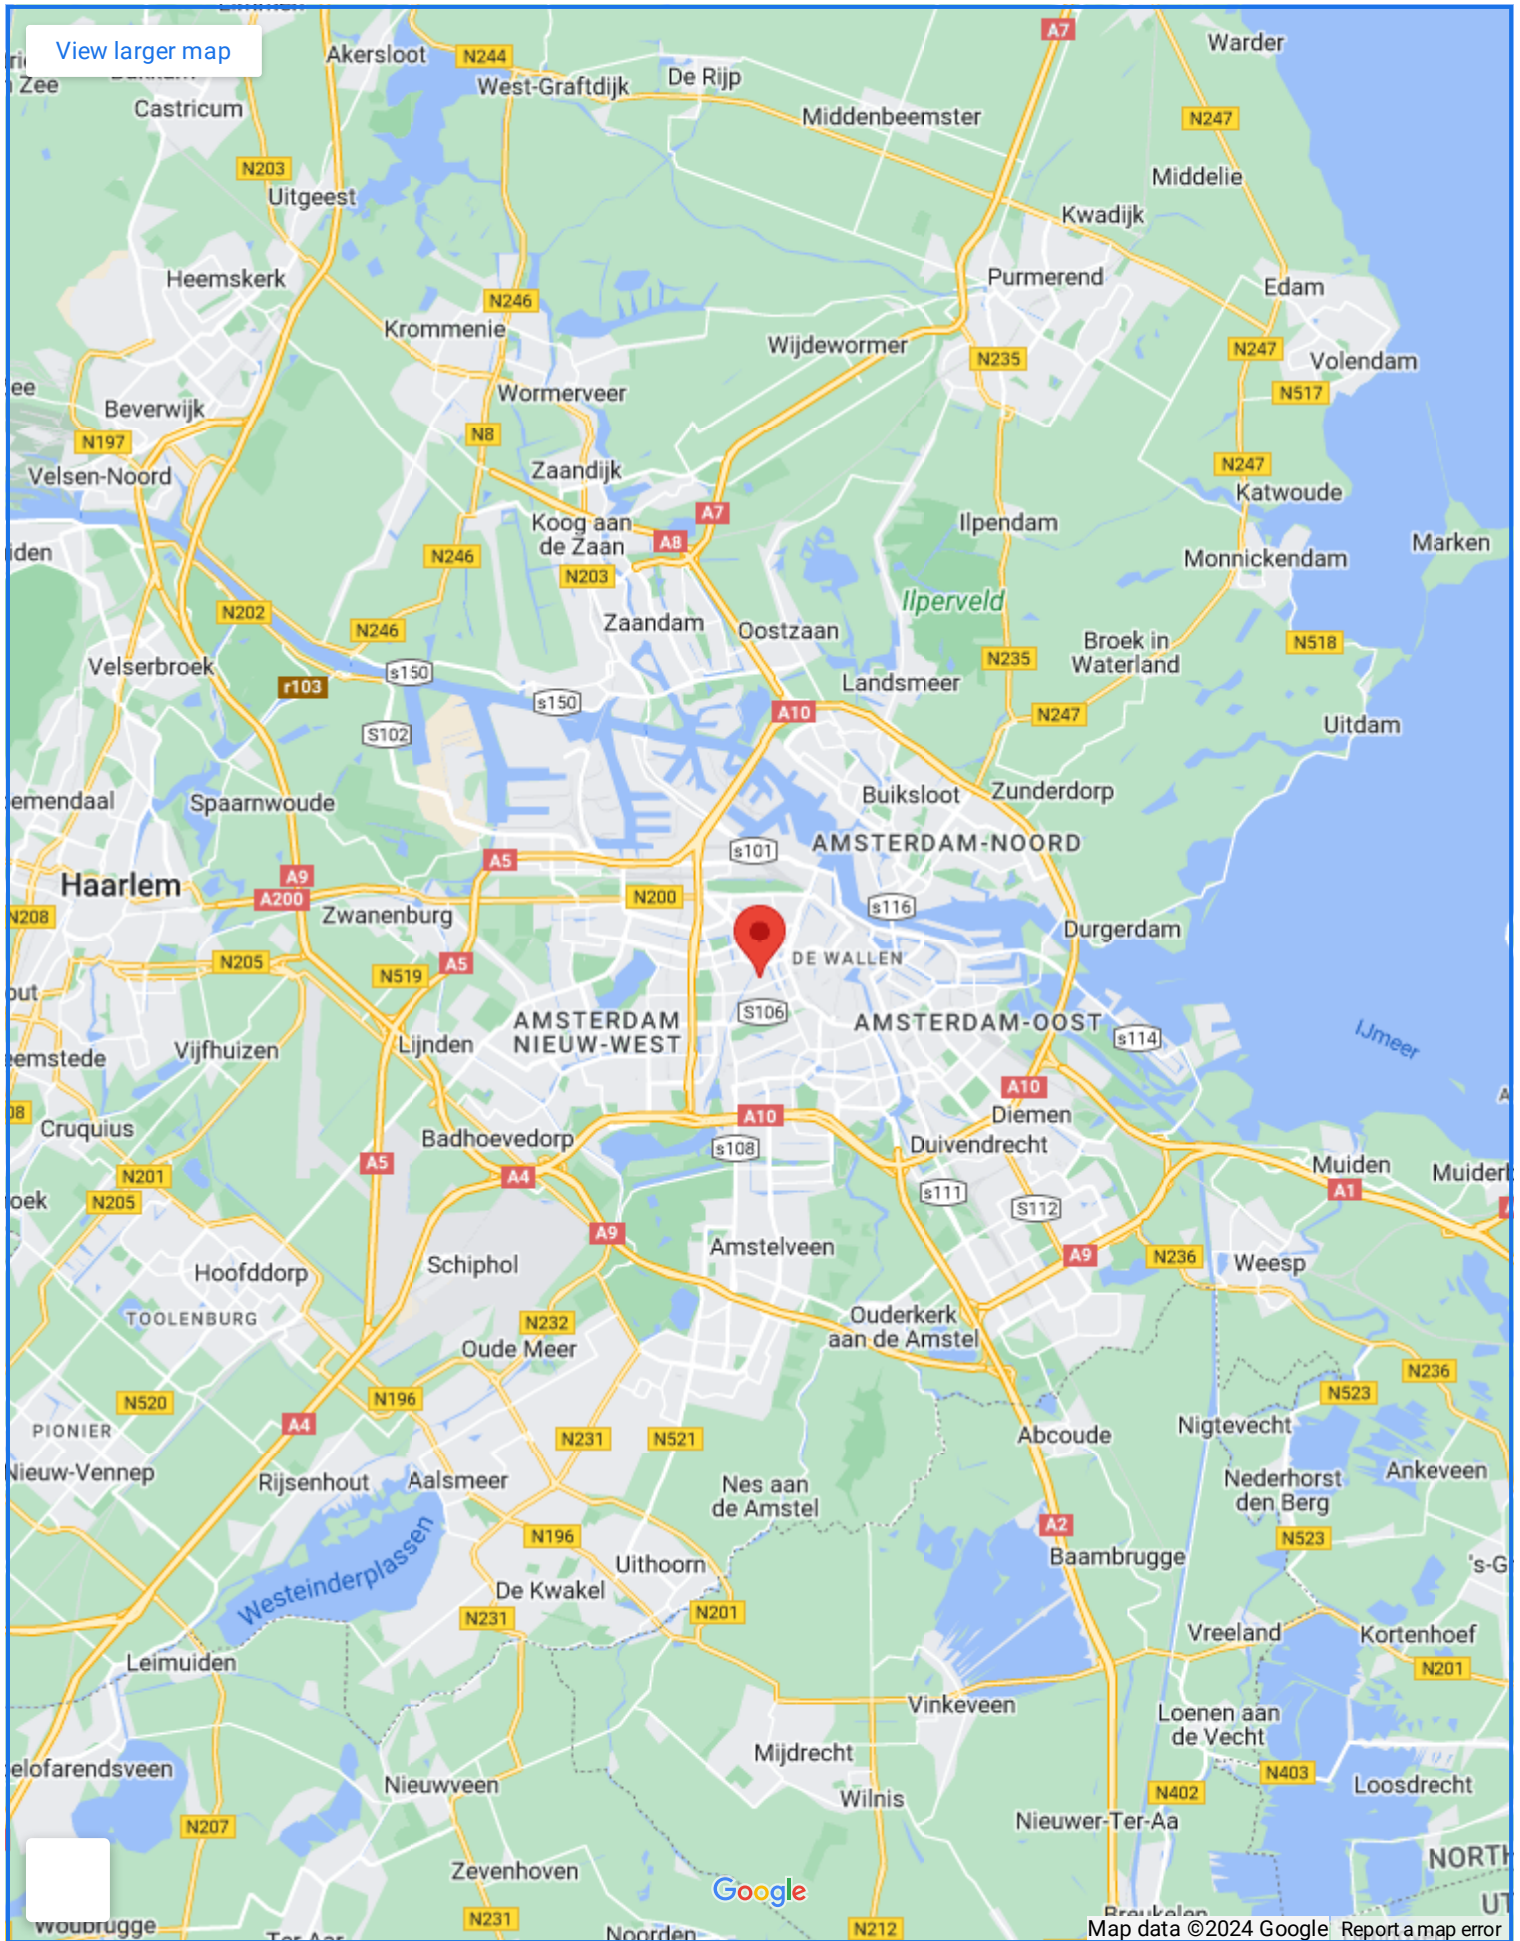 View larger map
Akersloot
N244
A7
Warder
De Rijp
West-Graftdijk
Zee
Castricum
Middenbeemster
N247
N203
Middelie
Uitgeest
Kwadijk
Heemskerk
Purmerend
Edam
N246
Krommenie
Wijdewormer
N235
N247
Volendam
Wormerveer
N517
Beverwijk
N197
N8
Velsen-Noord
Zaandijk
N247
Katwoude
A7
Koog aan
de Zaan
A8
Ilpendam
Marken
N246
N203
Monnickendam
Ilperveld
N202
N246
Zaandam
Oostzaan
Broek in
Waterland
N518
Velserbroek
s150
N235
r103
s150
Landsmeer
A10
N247
S102
Uitdam
emendaal
Spaarnwoude
Buiksloot
Zunderdorp
s101
AMSTERDAM-NOORD
A5
A9
Haarlem
A200
N200
N208
Zwanenburg
s116
Durgerdam
N205
A5
DE WALLEN
N519
S106
AMSTERDAM
NIEUW-WEST
AMSTERDAM-OOST
s114
IJmeer
Vijfhuizen
Lijnden
eemstede
A10
Diemen
A10
Cruquius
Badhoevedorp
s108
Duivendrecht
A5
A4
N201
Muiden
A1
N205
s111
S112
A9
Amstelveen
A9
N236
Weesp
Schiphol
Hoofddorp
TOOLENBURG
N232
Ouderkerk
aan de Amstel
Oude Meer
N236
N520
N196
N523
A4
PIONIER
N231
N521
Abcoude
Nigtevecht
Nieuw-Vennep
Rijsenhout
Aalsmeer
Nes aan
de Amstel
Nederhorst
den Berg
Ankeveen
Westeinderplassen
N196
A2
N523
Uithoorn
Baambrugge
De Kwakel
N231
N201
Vreeland
Kortenhoef
Leimuiden
N201
Vinkeveen
Loenen aan
de Vecht
Mijdrecht
elofarendsveen
Nieuwveen
N403
Wilnis
N402
Loosdrecht
N207
Nieuwer-Ter-Aa
Zevenhoven
Google
N231
N212
Woubrugge
Noorden
Map data ©2024 Google
Report a map error